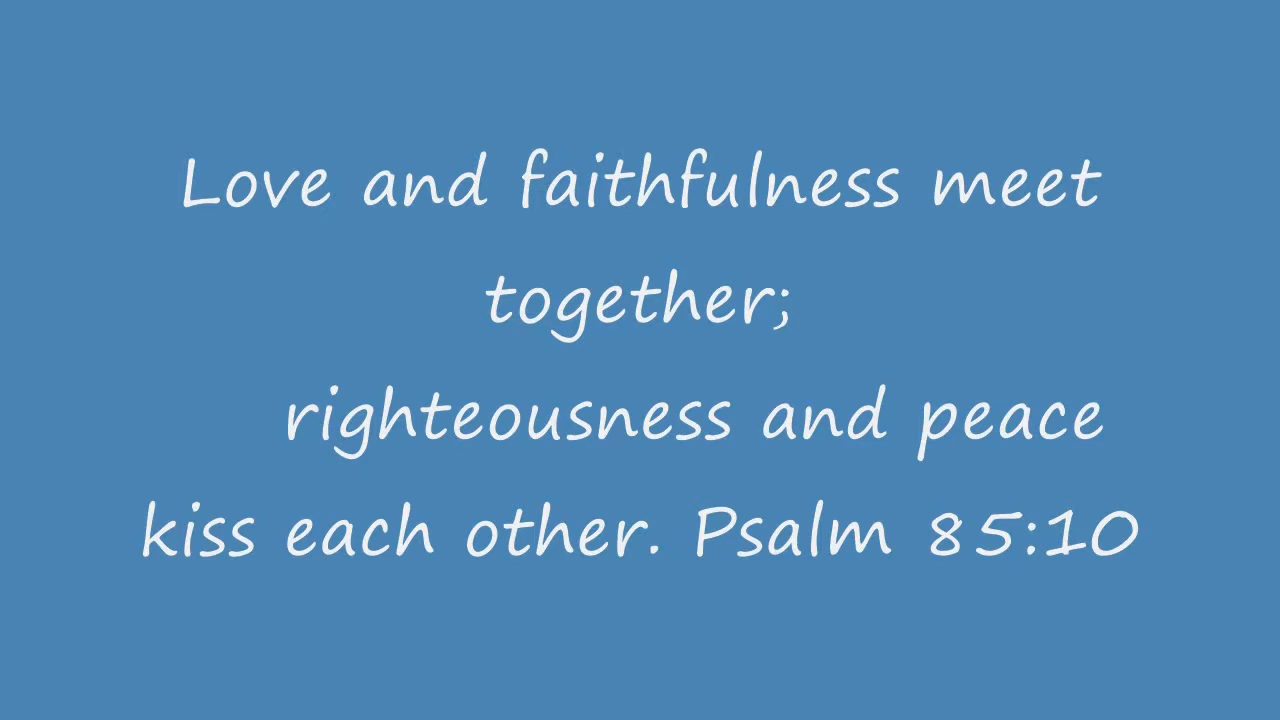 Love and faithfulness meet
together;
righteousness and peace
kiss each other. Psalm 85:10